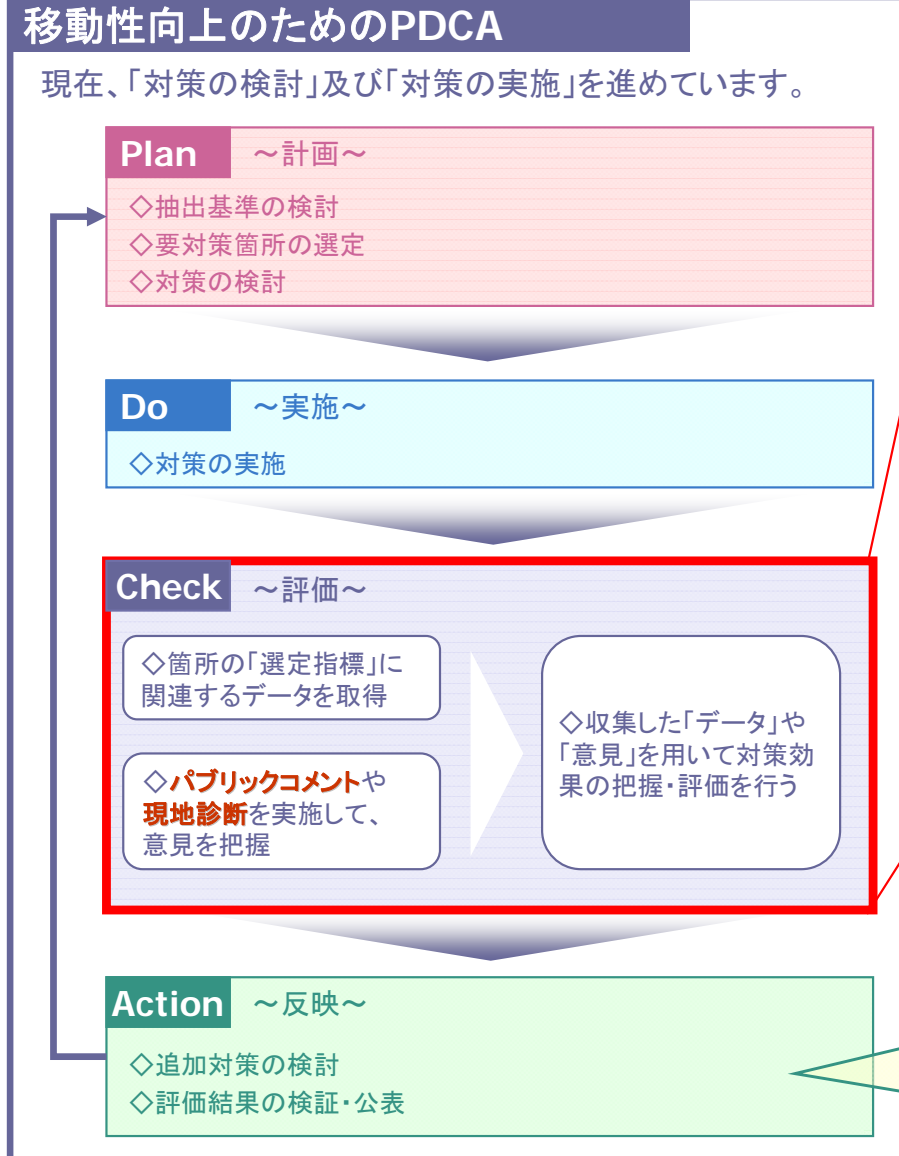 移動性向上のためのPDCA
現在、「対策の検討」及び「対策の実施」を進めています。
Plan ～計画～
◇抽出基準の検討
◇要対策箇所の選定
◇対策の検討
Do ～実施～
◇対策の実施
Check ～評価～
◇箇所の「選定指標」に
関連するデータを取得
◇パブリックコメントや
現地診断を実施して、
意見を把握
◇収集した「データ」や
「意見」を用いて対策効
果の把握・評価を行う
Action ～反映～
◇追加対策の検討
◇評価結果の検証・公表